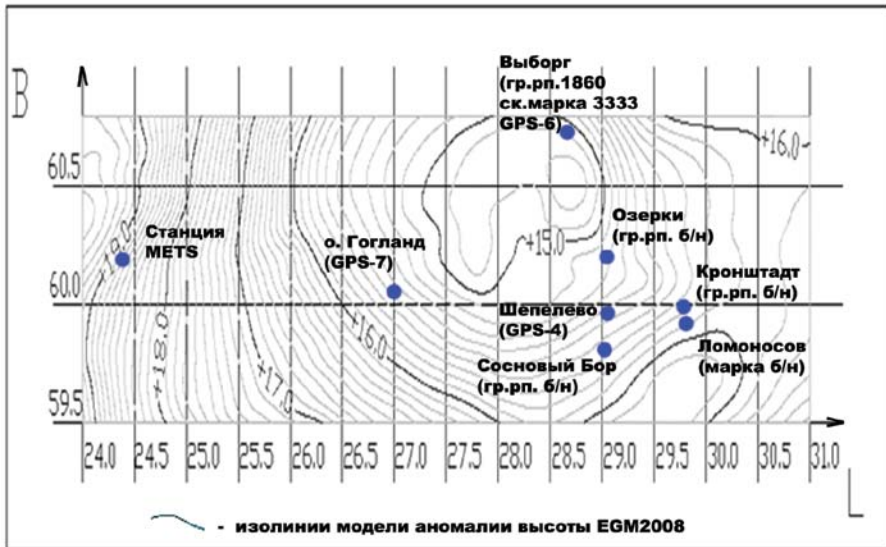 Выборг
(гр.рп.1860
ск.марка 3333
GPS-6)
B
+16.0
60.5
Озерки
(гр.рп. б/н)
Станция
METS
о. Гогланд
(GPS-7)
+15.0
+19.0
Кронштадт
(гр.рп. б/н)
60.0
Шепелево
(GPS-4)
+16.0
Ломоносов
(марка б/н)
+18.0
Сосновый Бор
(гр.рп. б/н)
+17.0
59.5
24.0 24.5 25.0 25.5 26.0 26.5 27.0 27.5 28.0 28.5 29.0 29.5 30.0 30.5 31.0
L
- изолинии модели аномалии высоты EGM2008